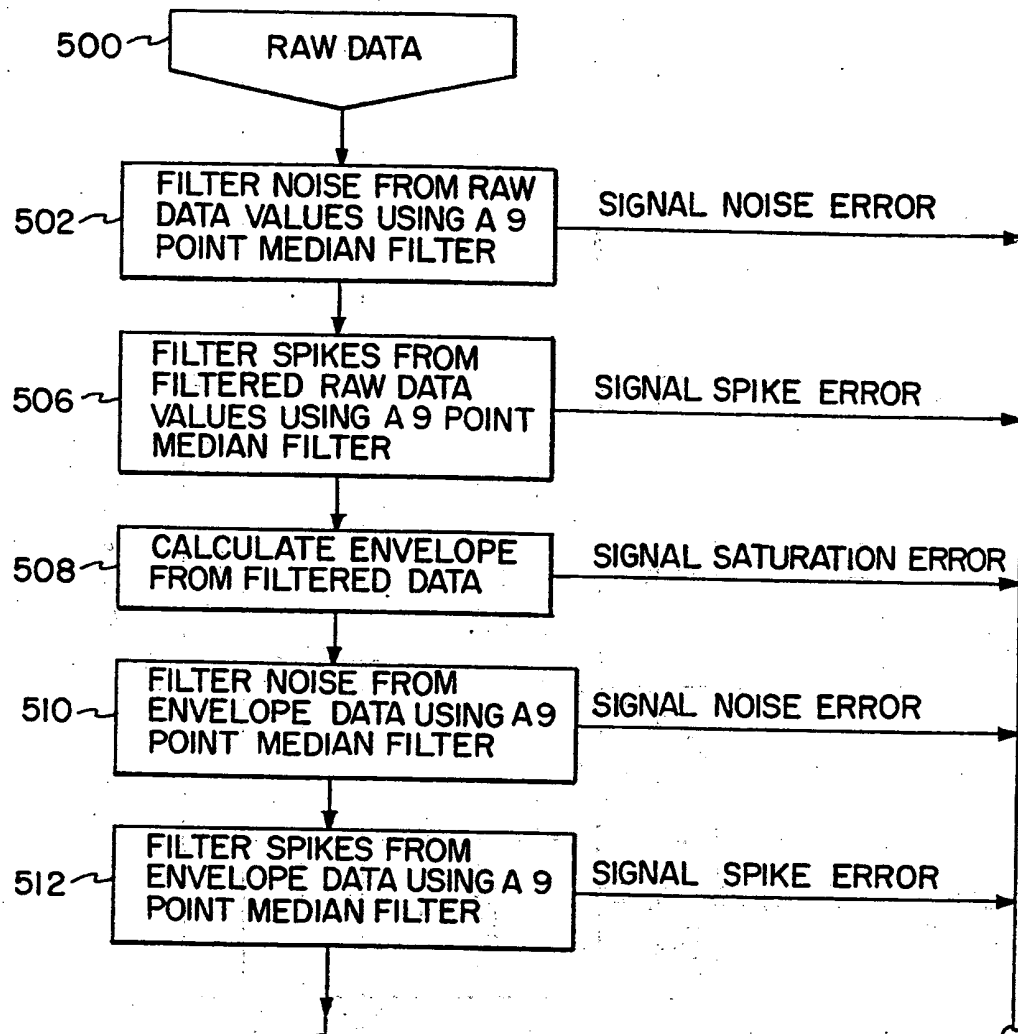 500
RAW DATA
502
FILTER NOISE FROM RAW
DATA VALUES USING A 9
POINT MEDIAN FILTER
SIGNAL NOISE ERROR
506
FILTER SPIKES FROM
FILTERED RAW DATA
VALUES USING A 9 POINT
MEDIAN FILTER
SIGNAL SPIKE ERROR
508
CALCULATE ENVELOPE
FROM FILTERED DATA
SIGNAL SATURATION ERROR
510
FILTER NOISE FROM
ENVELOPE DATA USING A 9
POINT MEDIAN FILTER
SIGNAL NOISE ERROR
512
FILTER SPIKES FROM
ENVELOPE DATA USING A 9
POINT MEDIAN FILTER
SIGNAL SPIKE ERROR